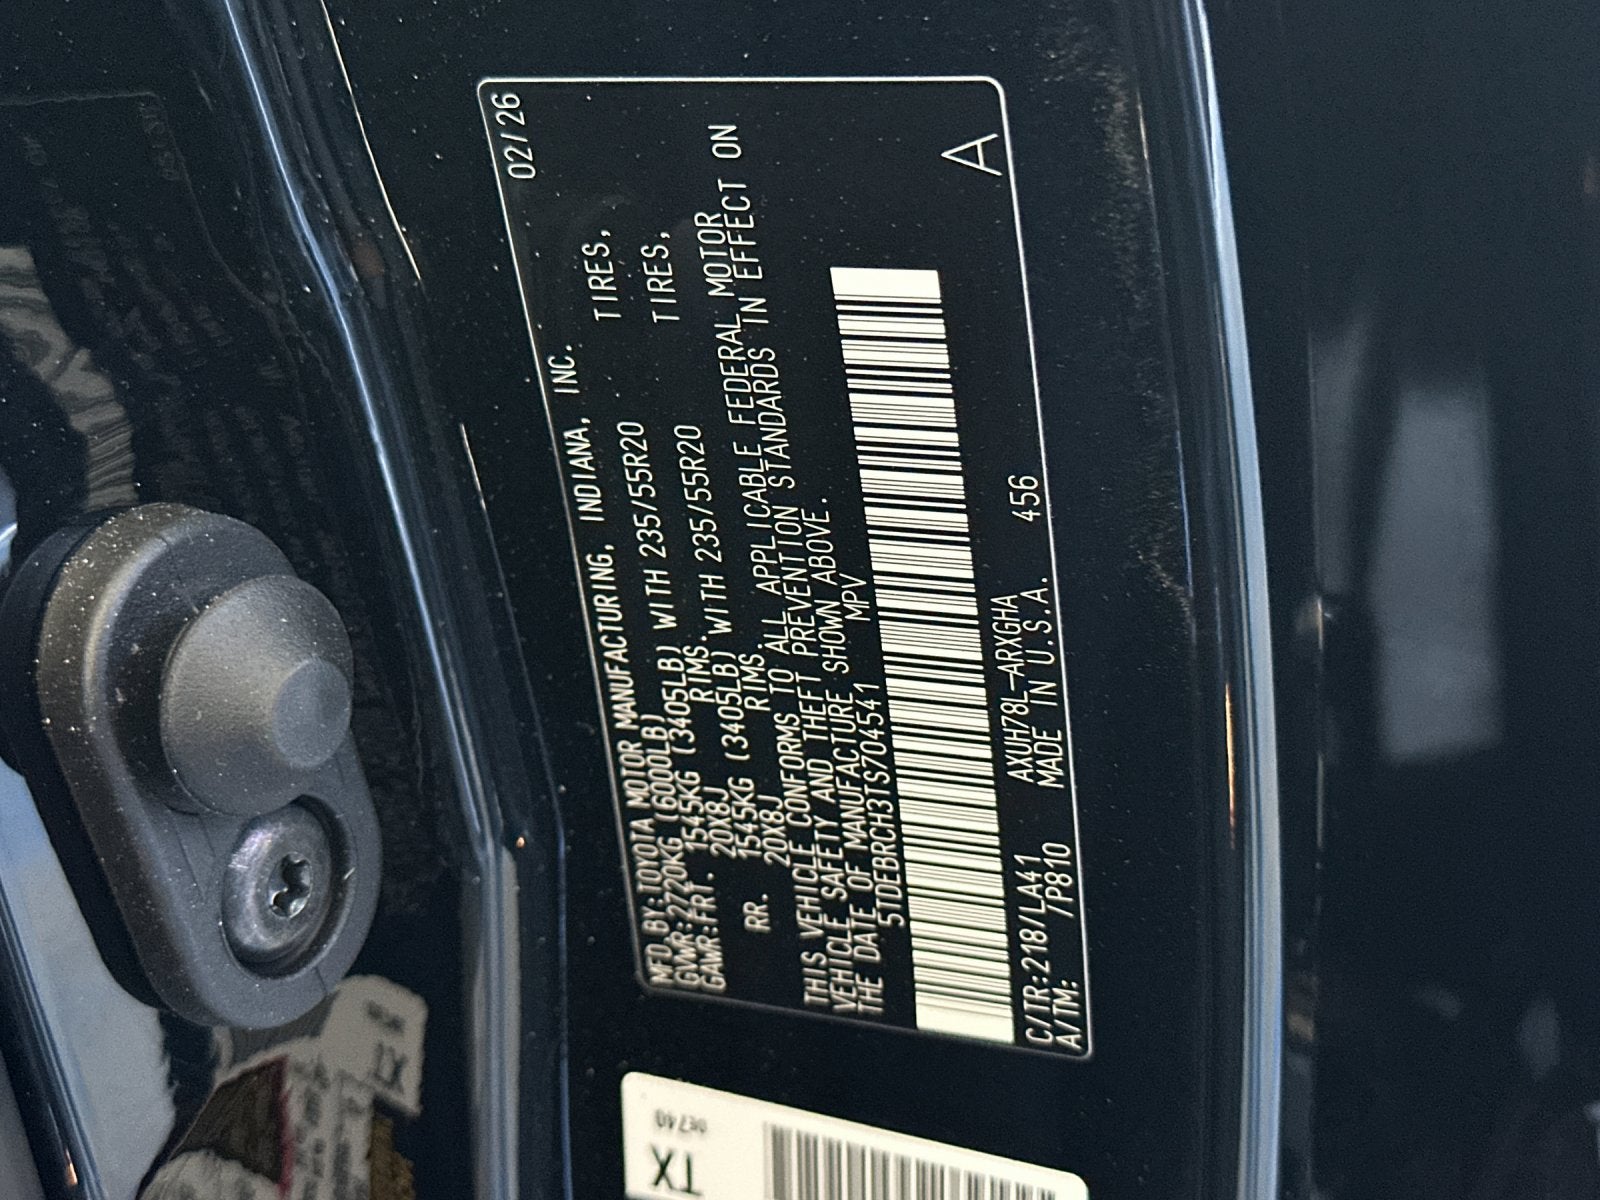 02/26
MFD. BY: TOYOTA MOTOR MANUFACTURING, INDIANA, INC.
GVWR:2720KG (6000LB)
GAWR:FRT. 1545KG (3405LB) WITH 235/55R20 TIRES,
20X8J RIMS.
RR. 1545KG (3405LB) WITH 235/55R20 TIRES,
20X8J RIMS
THIS VEHICLE CONFORMS TO ALL APPLICABLE FEDERAL MOTOR
VEHICLE SAFETY AND THEFT PREVENTION STANDARDS IN EFFECT ON
THE DATE OF MANUFACTURE SHOWN ABOVE.
5TDEBRCH3TS704541 MPV
C/TR:218/LA41 AXUH78L-ARXGHA
A/TM: /P810 MADE IN U.S.A. 456
A
TX
0E740
XT